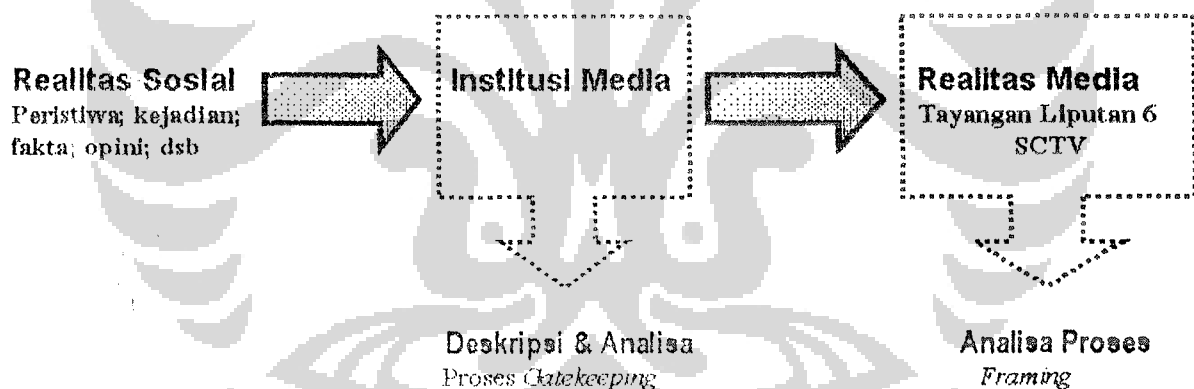 Realitas Sosial
Peristiwa; kejadian;
fakta; opini; dsb
Institusi Media
Realitas Media
Tayangan Liputan 6
SCTV
Deskripsi & Analisa
Proses Gatekeeping
Analisa Proses
Framing